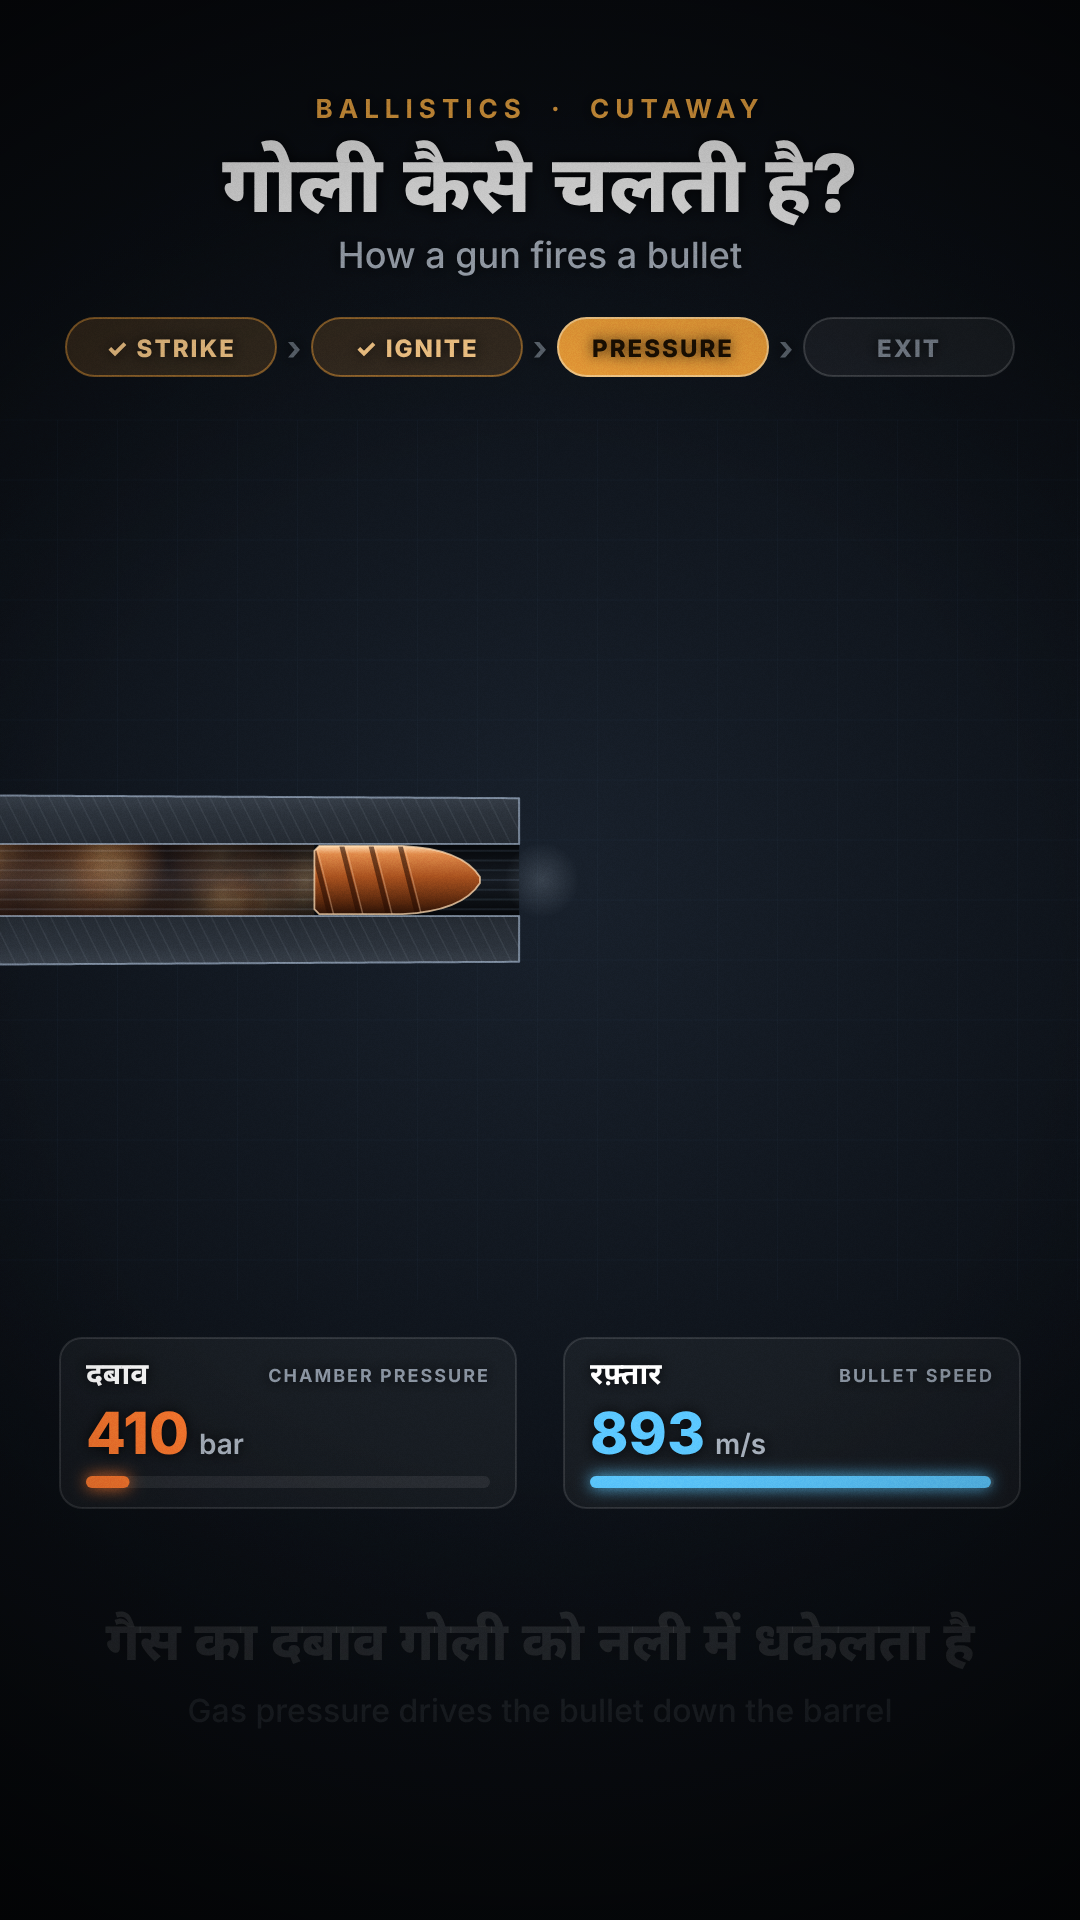 BALLISTICS · CUTAWAY
गोली कैसे चलती है?
How a gun fires a bullet
✓ STRIKE › ✓ IGNITE › PRESSURE › EXIT
दबाव CHAMBER PRESSURE
410 bar
रफ़्तार BULLET SPEED
893 m/s
गैस का दबाव गोली को नली में धकेलता है
Gas pressure drives the bullet down the barrel